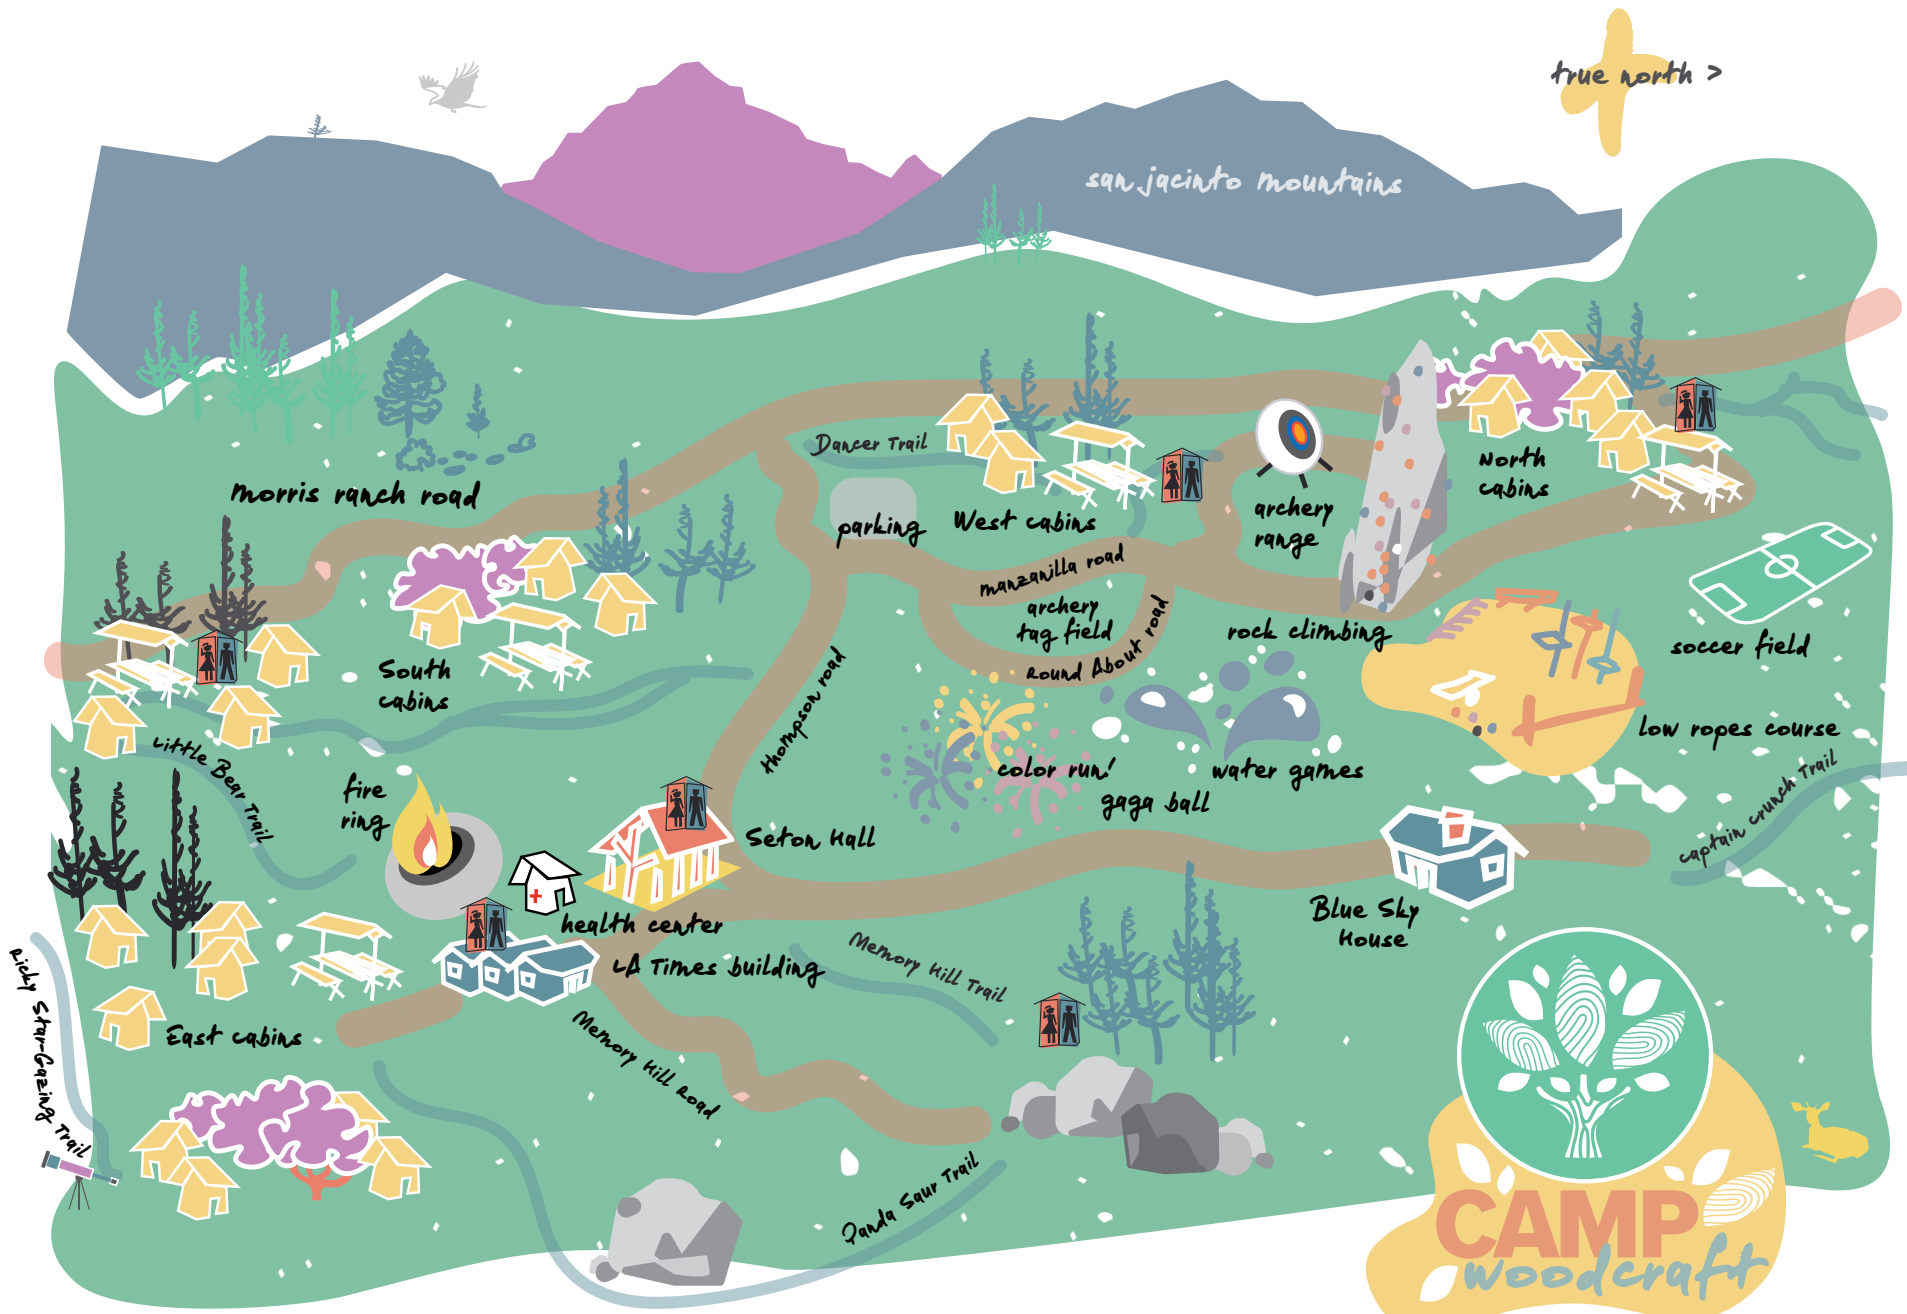 true north >
san jacinto mountains
Dancer Trail
morris ranch road
parking
West cabins
archery
range
North
cabins
manzanilla road
archery
tag field
Round About road
rock climbing
soccer field
South
cabins
thompson road
low ropes course
Little Bear Trail
color run!
water games
gaga ball
captain crunch Trail
fire
ring
Seton Hall
health center
Blue Sky
House
LA Times building
Memory Hill Trail
Ricky Star-Gazing Trail
East cabins
Memory Hill Road
Panda Saur Trail
CAMP
woodcraft